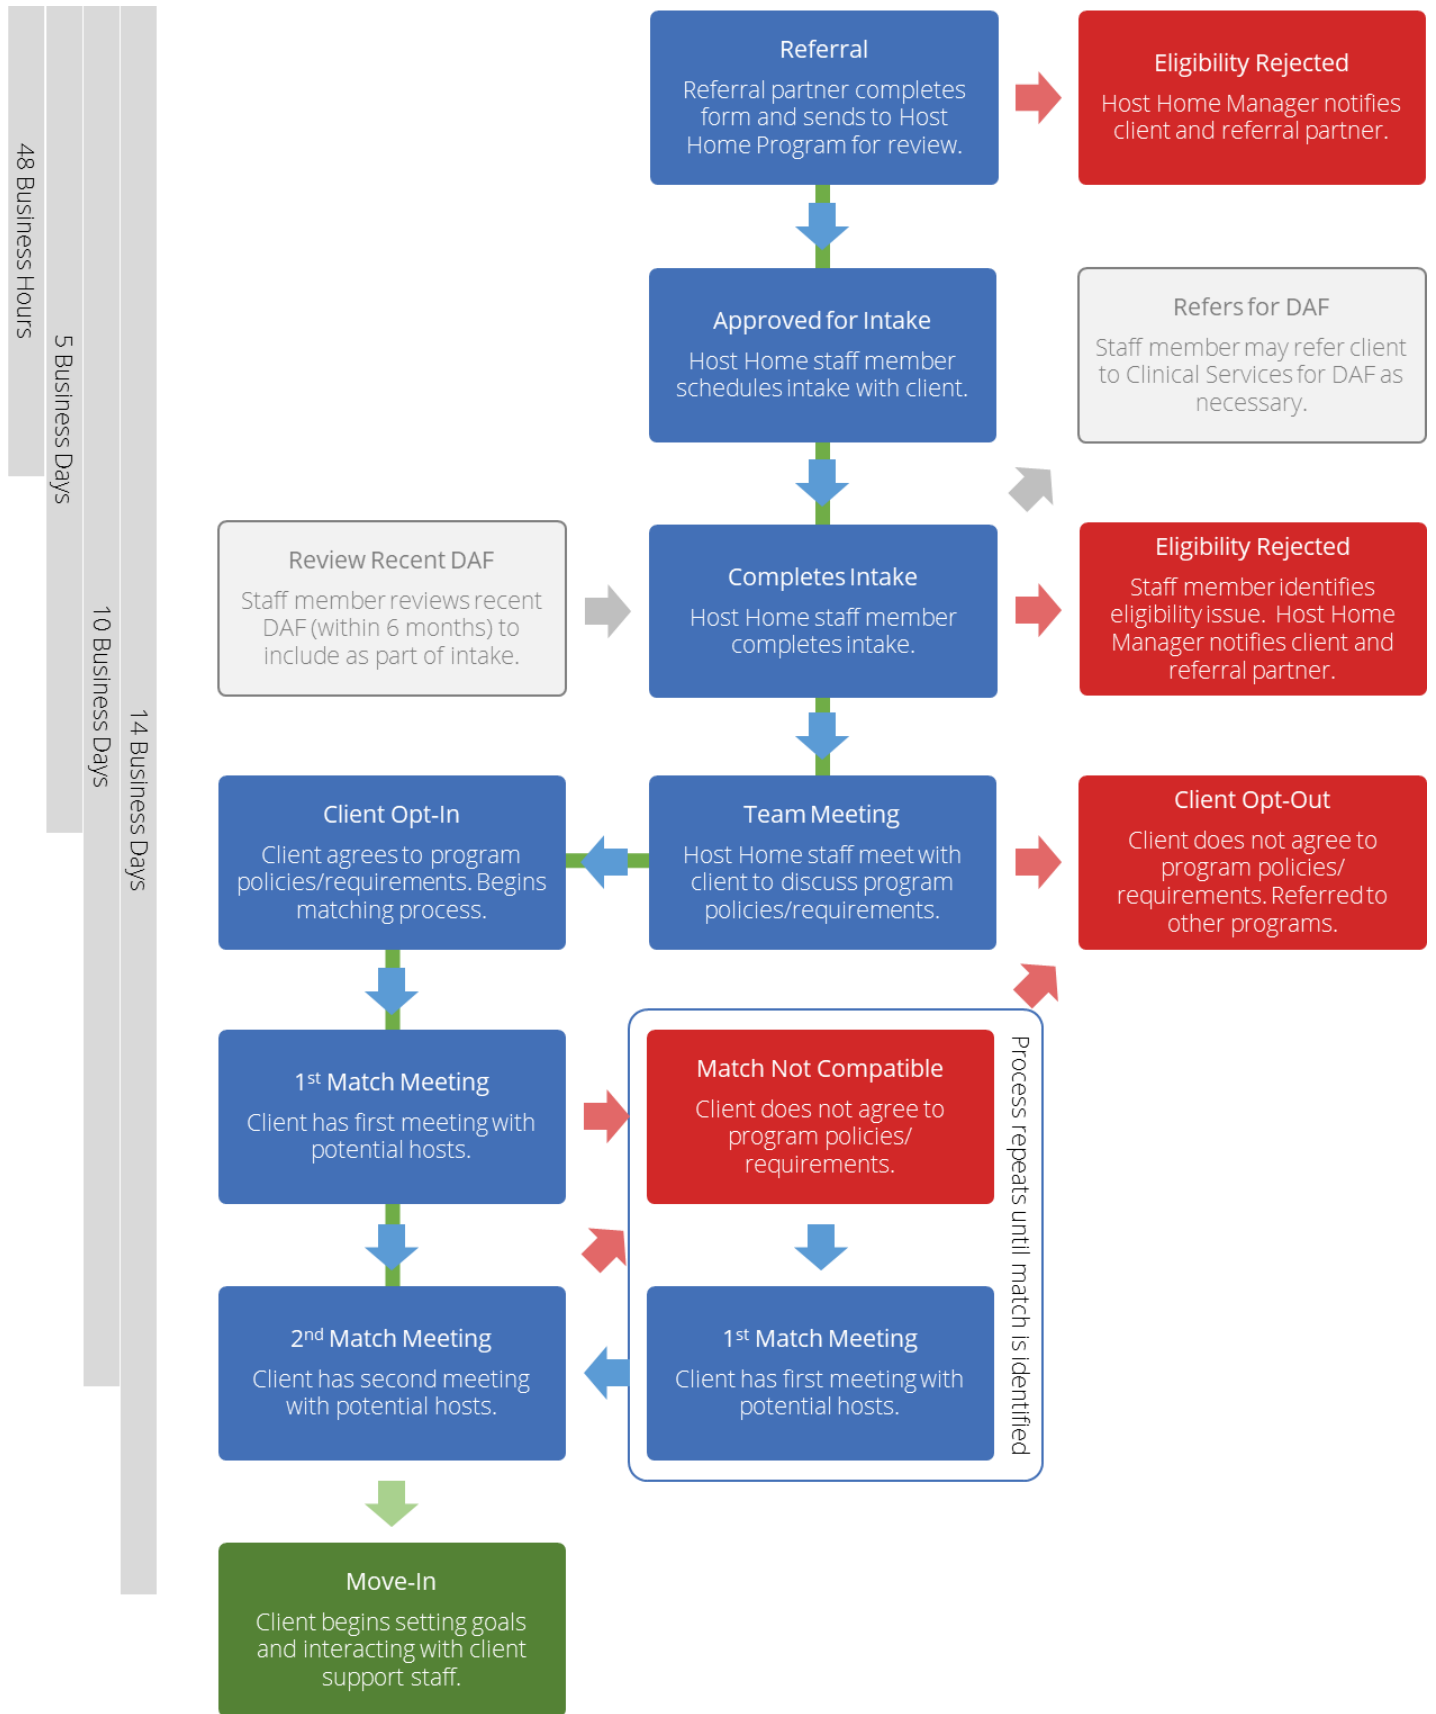 48 Business Hours
5 Business Days
10 Business Days
14 Business Days
Referral
Referral partner completes
form and sends to Host
Home Program for review.
Eligibility Rejected
Host Home Manager notifies
client and referral partner.
Approved for Intake
Host Home staff member
schedules intake with client.
Refers for DAF
Staff member may refer client
to Clinical Services for DAF as
necessary.
Review Recent DAF
Staff member reviews recent
DAF (within 6 months) to
include as part of intake.
Completes Intake
Host Home staff member
completes intake.
Eligibility Rejected
Staff member identifies
eligibility issue. Host Home
Manager notifies client and
referral partner.
Client Opt-In
Client agrees to program
policies/requirements. Begins
matching process.
Team Meeting
Host Home staff meet with
client to discuss program
policies/requirements.
Client Opt-Out
Client does not agree to
program policies/
requirements. Referred to
other programs.
1st Match Meeting
Client has first meeting with
potential hosts.
Match Not Compatible
Client does not agree to
program policies/
requirements.
Process repeats until match is identified
2nd Match Meeting
Client has second meeting
with potential hosts.
1st Match Meeting
Client has first meeting with
potential hosts.
Move-In
Client begins setting goals
and interacting with client
support staff.